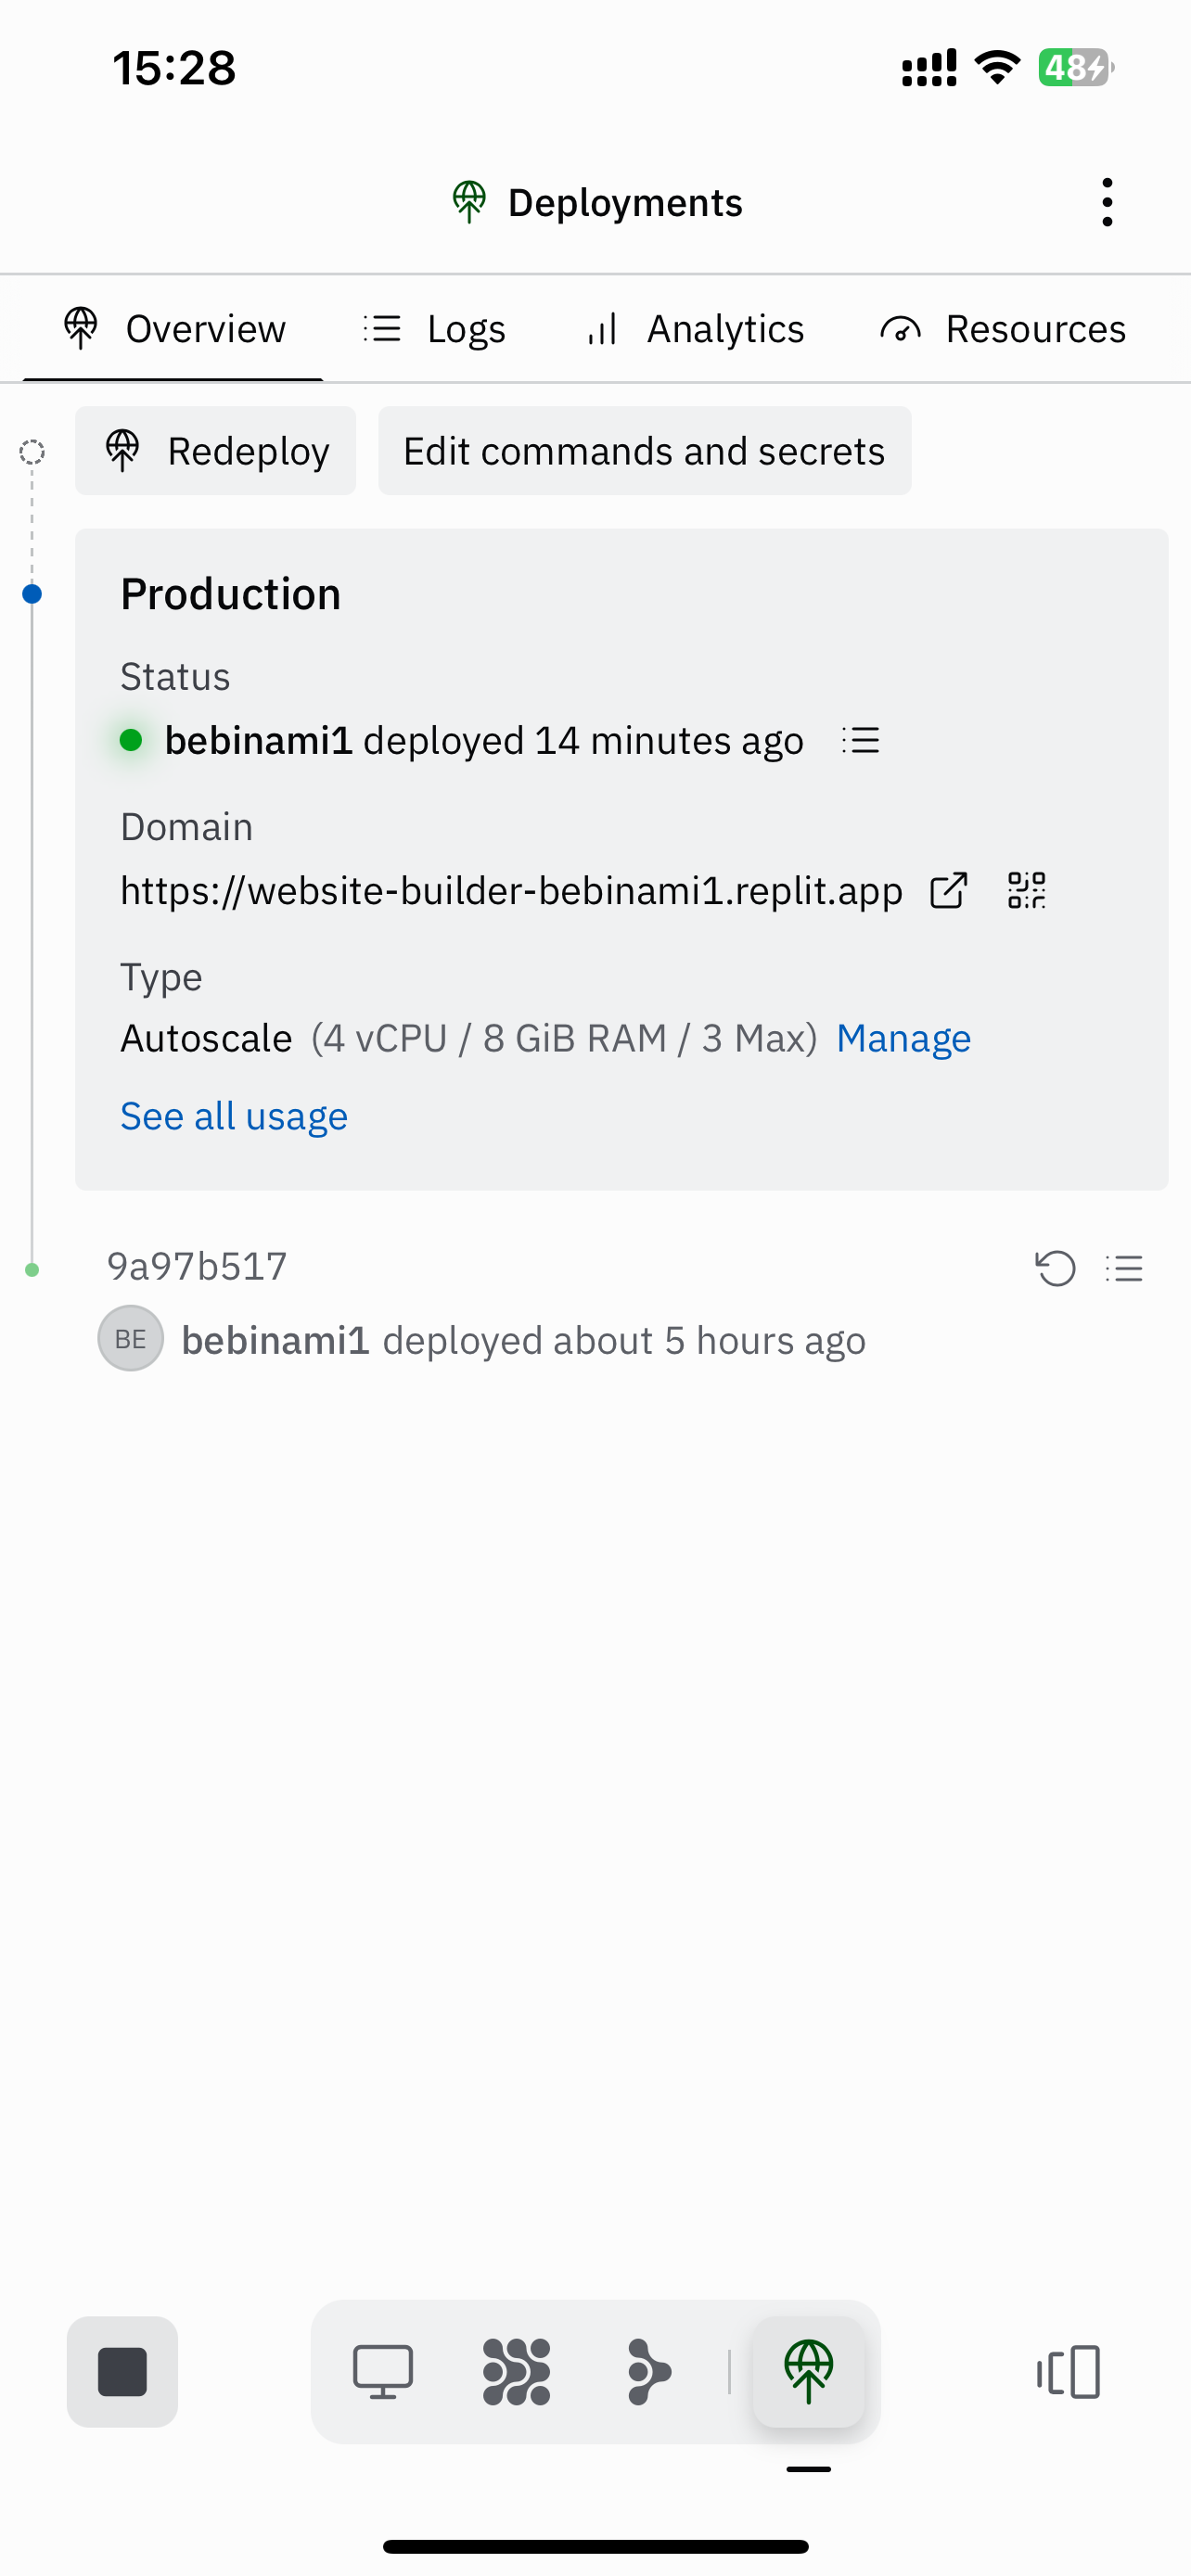 15:28
48
Deployments
Overview Logs Analytics Resources
Redeploy Edit commands and secrets
Production
Status
bebinami1 deployed 14 minutes ago
Domain
https://website-builder-bebinami1.replit.app
Type
Autoscale (4 vCPU / 8 GiB RAM / 3 Max) Manage
See all usage
9a97b517
BE bebinami1 deployed about 5 hours ago